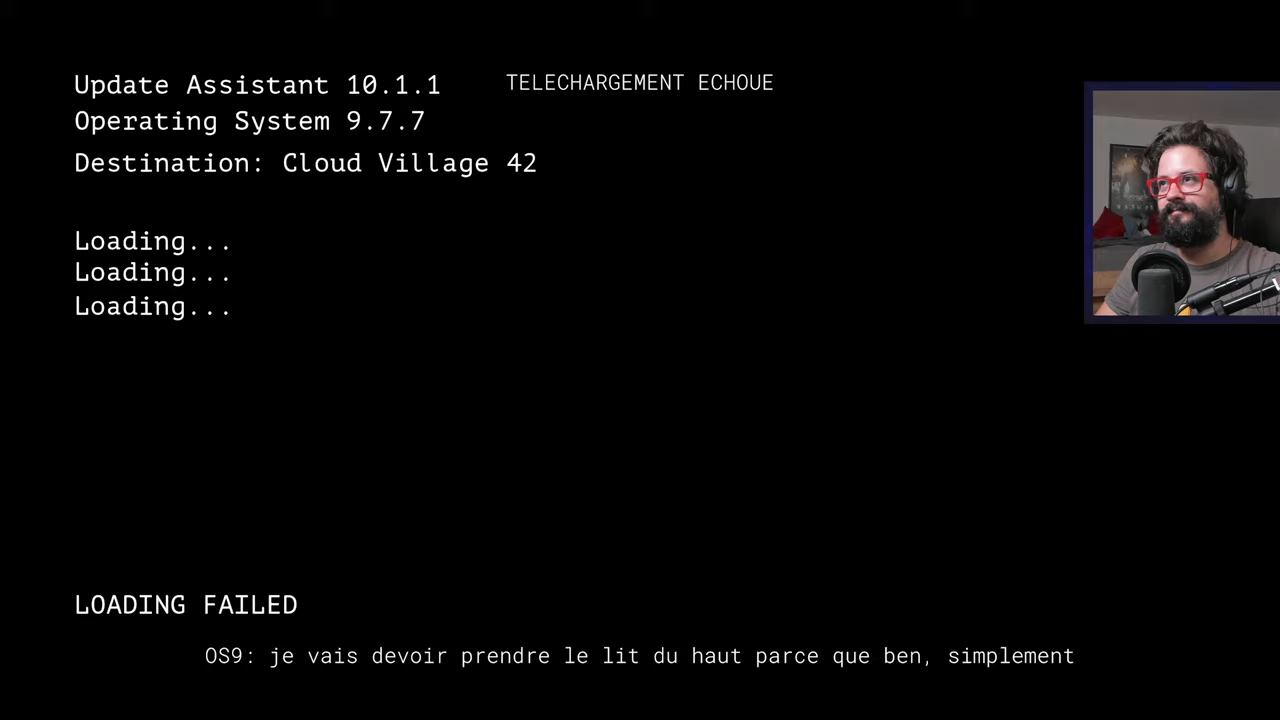 Update Assistant 10.1.1
TELECHARGEMENT ECHOUE
Operating System 9.7.7
Destination: Cloud Village 42
Loading...
Loading...
Loading...
LOADING FAILED
OS9: je vais devoir prendre le lit du haut parce que ben, simplement